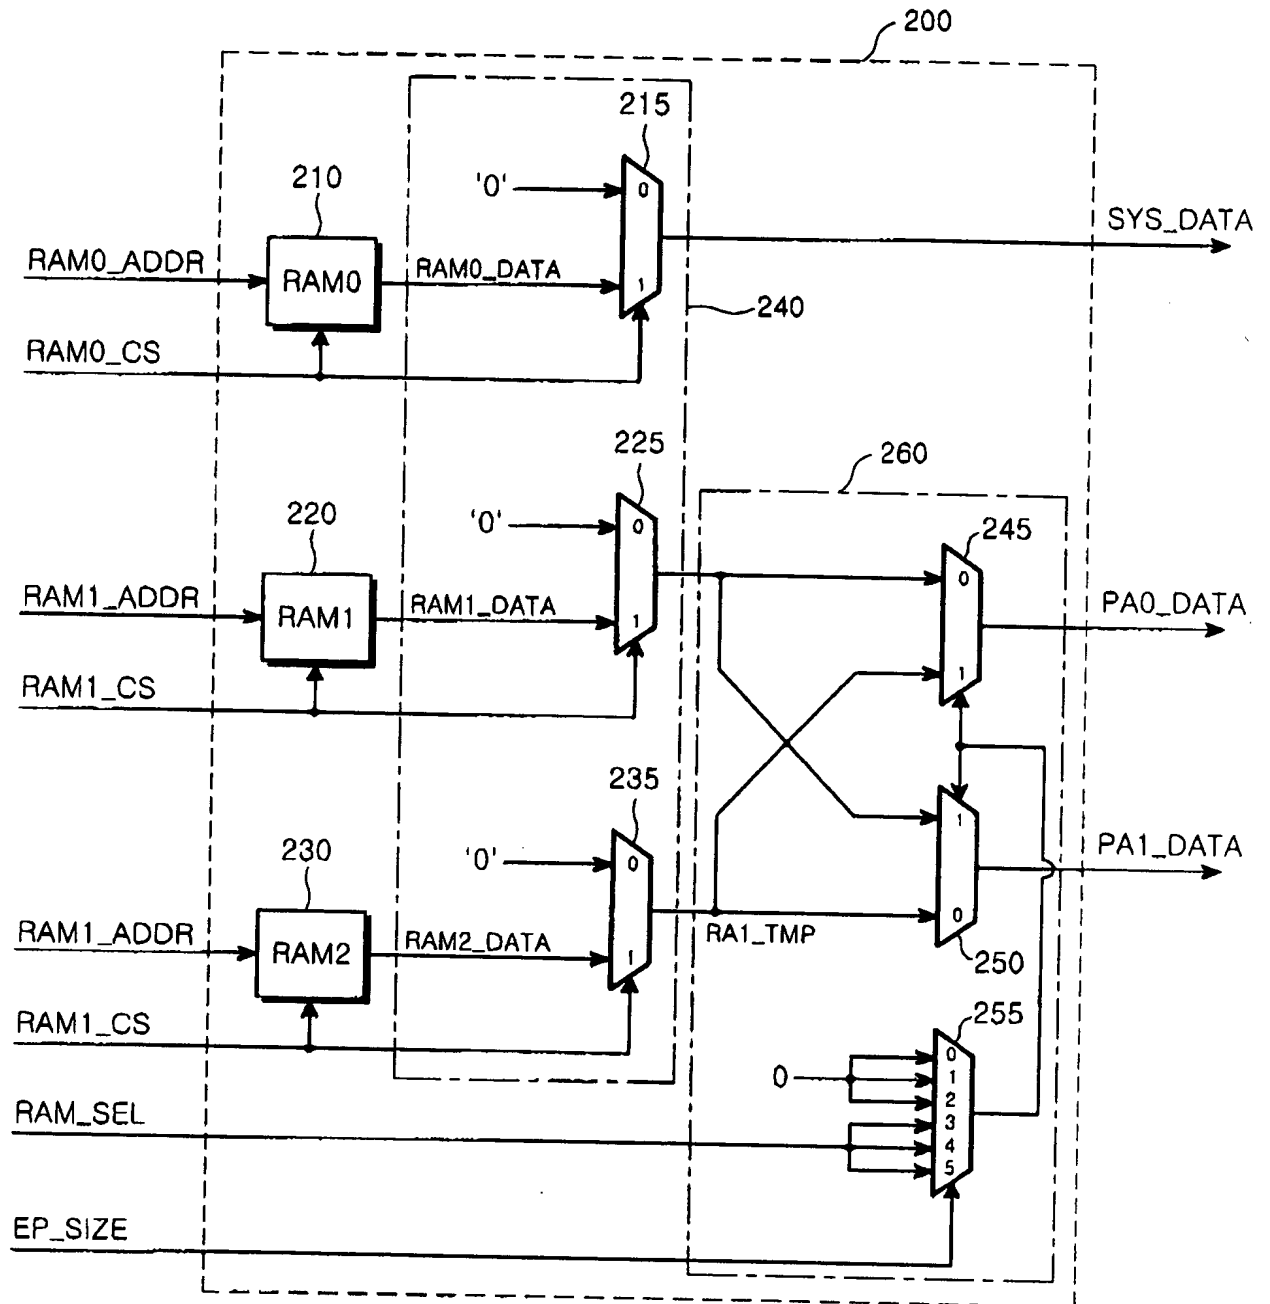 200
215
'0'
0
210
SYS_DATA
RAM0_ADDR
RAM0
RAM0_DATA
1
240
RAM0_CS
225
260
'0'
0
220
245
0
RAM1_ADDR
RAM1
RAM1_DATA
1
PA0_DATA
RAM1_CS
1
235
1
PA1_DATA
'0'
0
230
0
RAM1_ADDR
RAM2
RAM2_DATA
1
RA1_TMP
250
RAM1_CS
255
0
0
1
2
RAM_SEL
3
4
5
EP_SIZE